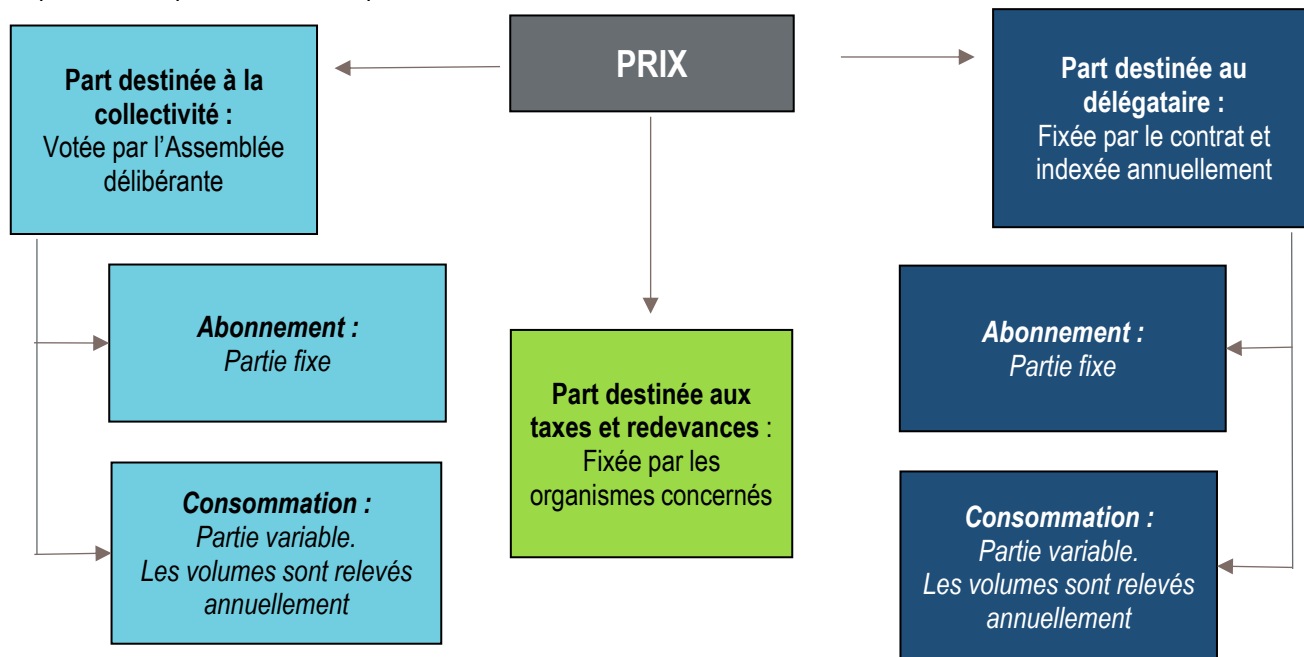 PRIX
Part destinée à la
collectivité :
Votée par l'Assemblée
délibérante
Part destinée au
délégataire :
Fixée par le contrat et
indexée annuellement
Abonnement :
Partie fixe
Abonnement :
Partie fixe
Part destinée aux
taxes et redevances :
Fixée par les
organismes concernés
Consommation :
Partie variable.
Les volumes sont relevés
annuellement
Consommation :
Partie variable.
Les volumes sont relevés
annuellement